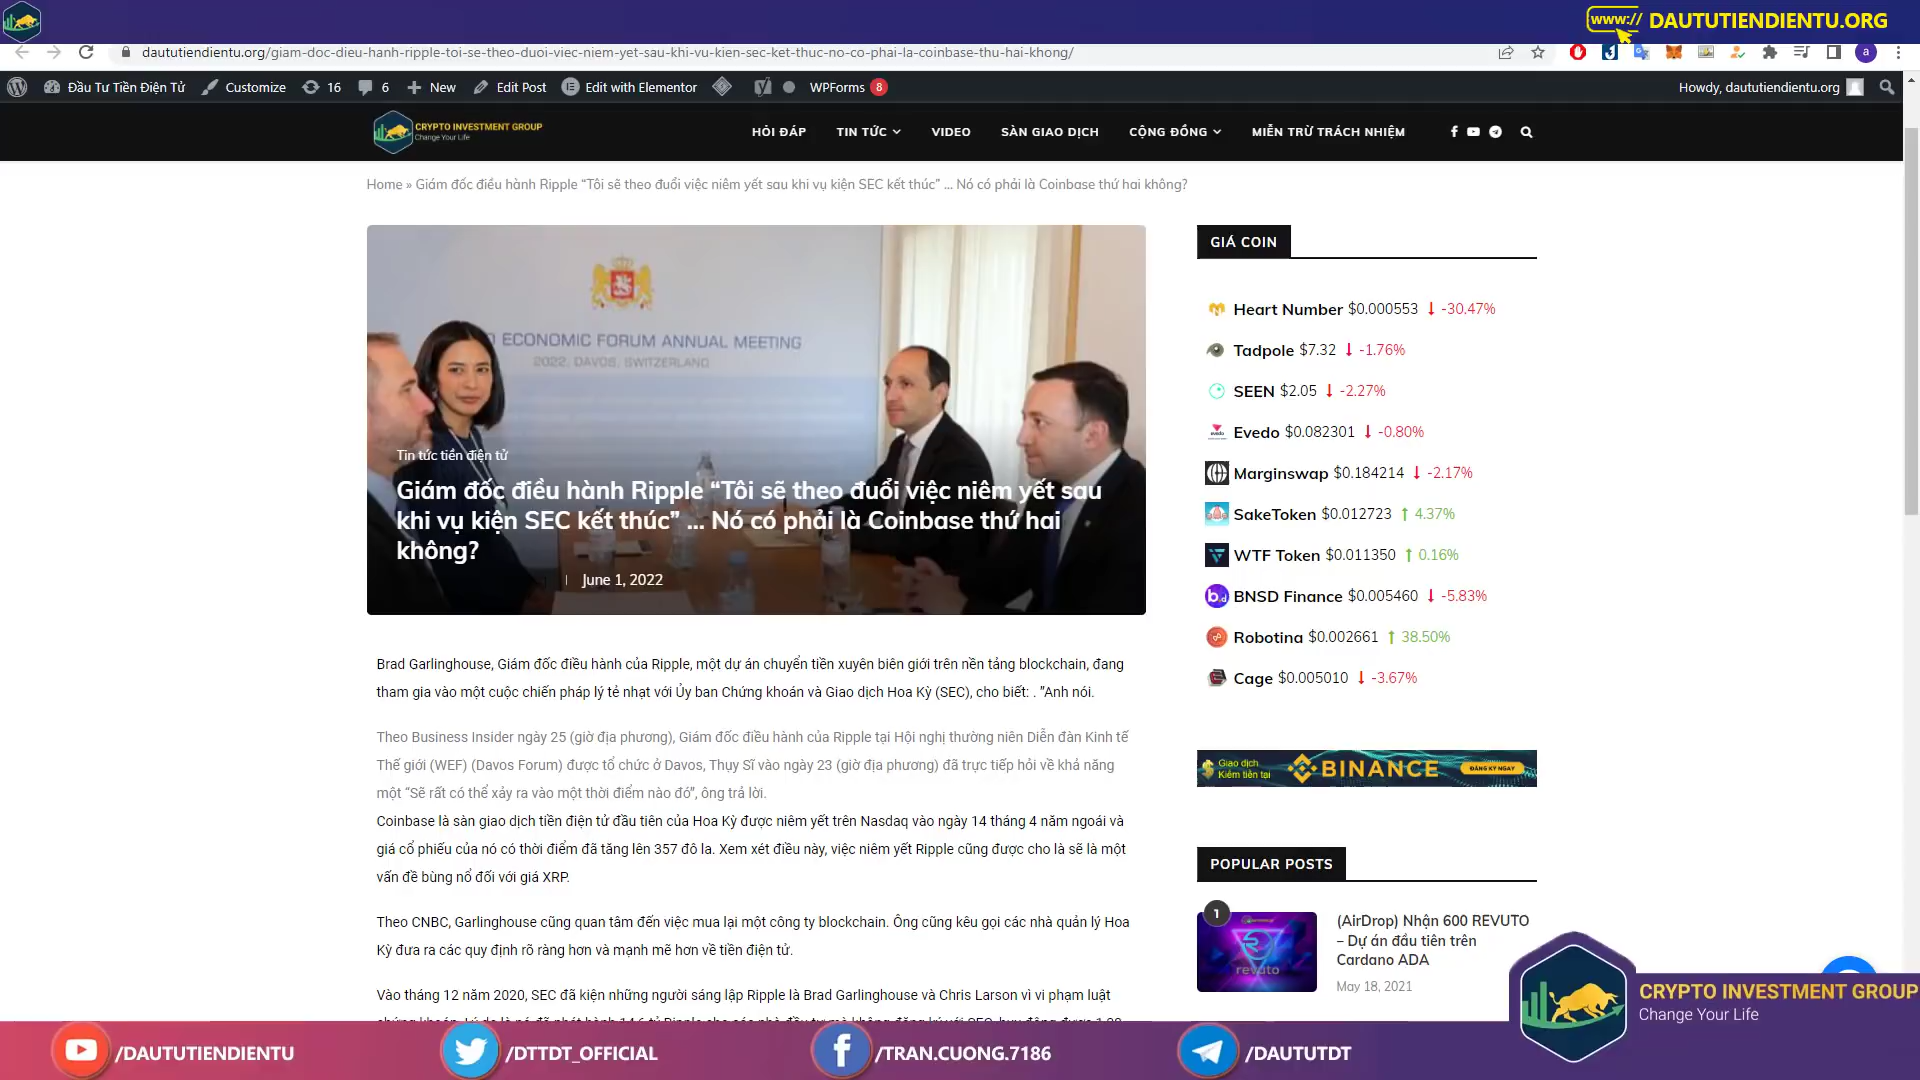 www:// DAUTUTIENDIENTU.ORG
dautudientu.org/giam-doc-dieu-hanh-ripple-toi-se-theo-duoi-viec-niem-yet-sau-khi-vu-kien-sec-ket-thuc-no-co-phai-la-coinbase-thu-hai-khong/
a
Đầu Tư Tiền Điện Tử Customize 16 6 New Edit Post Edit with Elementor WPForms 8 Howdy, daututiendientu.org
CRYPTO INVESTMENT GROUP
Change Your Life
HỎI ĐÁP TIN TỨC VIDEO SÀN GIAO DỊCH CỘNG ĐỒNG MIỄN TRỪ TRÁCH NHIỆM
Home » Giám đốc điều hành Ripple “Tôi sẽ theo đuổi việc niêm yết sau khi vụ kiện SEC kết thúc” ... Nó có phải là Coinbase thứ hai không?
ECONOMIC FORUM ANNUAL MEETING
2022, DAVOS, SWITZERLAND
Tin tức tiền điện tử
Giám đốc điều hành Ripple “Tôi sẽ theo đuổi việc niêm yết sau
khi vụ kiện SEC kết thúc” ... Nó có phải là Coinbase thứ hai
không?
June 1, 2022
Brad Garlinghouse, Giám đốc điều hành của Ripple, một dự án chuyển tiền xuyên biên giới trên nền tảng blockchain, đang
tham gia vào một cuộc chiến pháp lý tẻ nhạt với Ủy ban Chứng khoán và Giao dịch Hoa Kỳ (SEC), cho biết: . ”Anh nói.
Theo Business Insider ngày 25 (giờ địa phương), Giám đốc điều hành của Ripple tại Hội nghị thường niên Diễn đàn Kinh tế
Thế giới (WEF) (Davos Forum) được tổ chức ở Davos, Thụy Sĩ vào ngày 23 (giờ địa phương) đã trực tiếp hỏi về khả năng
một “Sẽ rất có thể xảy ra vào một thời điểm nào đó”, ông trả lời.
Coinbase là sàn giao dịch tiền điện tử đầu tiên của Hoa Kỳ được niêm yết trên Nasdaq vào ngày 14 tháng 4 năm ngoái và
giá cổ phiếu của nó có thời điểm đã tăng lên 357 đô la. Xem xét điều này, việc niêm yết Ripple cũng được cho là sẽ là một
vấn đề bùng nổ đối với giá XRP.
Theo CNBC, Garlinghouse cũng quan tâm đến việc mua lại một công ty blockchain. Ông cũng kêu gọi các nhà quản lý Hoa
Kỳ đưa ra các quy định rõ ràng hơn và mạnh mẽ hơn về tiền điện tử.
Vào tháng 12 năm 2020, SEC đã kiện những người sáng lập Ripple là Brad Garlinghouse và Chris Larson vì vi phạm luật
GIÁ COIN
Heart Number $0.000553 -30.47%
Tadpole $7.32 -1.76%
SEEN $2.05 -2.27%
Evedo $0.082301 -0.80%
Marginswap $0.184214 -2.17%
SakeToken $0.012723 4.37%
WTF Token $0.011350 0.16%
BNSD Finance $0.005460 -5.83%
Robotina $0.002661 38.50%
Cage $0.005010 -3.67%
Giao dịch
Kiếm tiền tại BINANCE ĐĂNG KÝ NGAY
POPULAR POSTS
1
revuto
(AirDrop) Nhận 600 REVUTO
– Dự án đầu tiên trên
Cardano ADA
May 18, 2021
CRYPTO INVESTMENT GROUP
Change Your Life
/DAUTUTIENDIENTU /DTTDT_OFFICIAL /TRAN.CUONG.7186 /DAUTUTDT